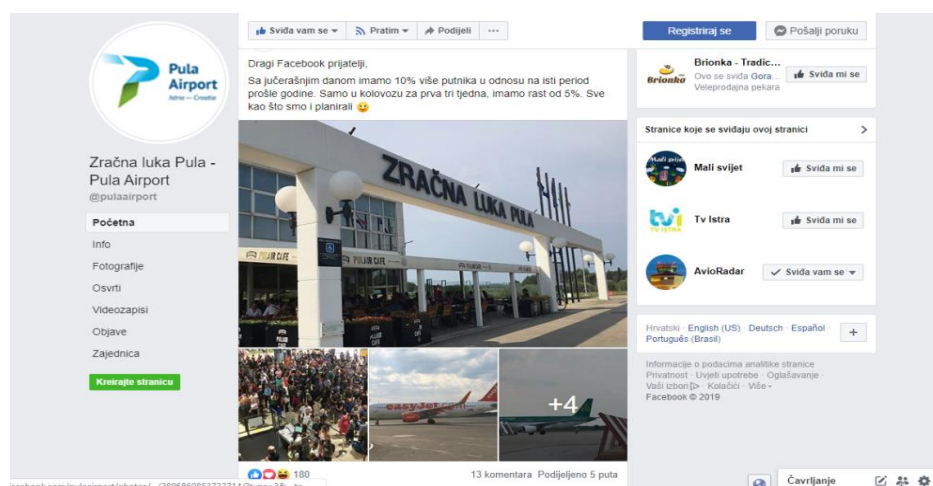 Pula
Airport
Istria — Croatia
Zračna luka Pula -
Pula Airport
@pulaairport
Početna
Info
Fotografije
Osvrti
Videozapisi
Objave
Zajednica
Kreirajte stranicu
Sviđa vam se
Pratim
Podijeli
Registriraj se
Pošalji poruku
Dragi Facebook prijatelji,
Sa jučerašnjim danom imamo 10% više putnika u odnosu na isti period
prošle godine. Samo u kolovozu za prva tri tjedna, imamo rast od 5%. Sve
kao što smo i planirali 😀
ZRAČNA LUKA PULA
PULAIR CAFE
PULAIR CAFE
easyJet
+4
180
13 komentara Podijeljeno 5 puta
Brionka
Brionka - Tradic...
Ovo se sviđa Gora...
Veleprodajna pekara
Sviđa mi se
Stranice koje se sviđaju ovoj stranici
Mali svijet
Mali svijet
Sviđa mi se
tvi
TV ISTRA
Tv Istra
Sviđa mi se
AvioRadar
Sviđa vam se
Hrvatski · English (US) · Deutsch · Español ·
Português (Brasil)
Informacije o podacima analitike stranice
Privatnost · Uvjeti upotrebe · Oglašavanje ·
Vaši izbori · Kolačići · Više
Facebook © 2019
Čavrljanje